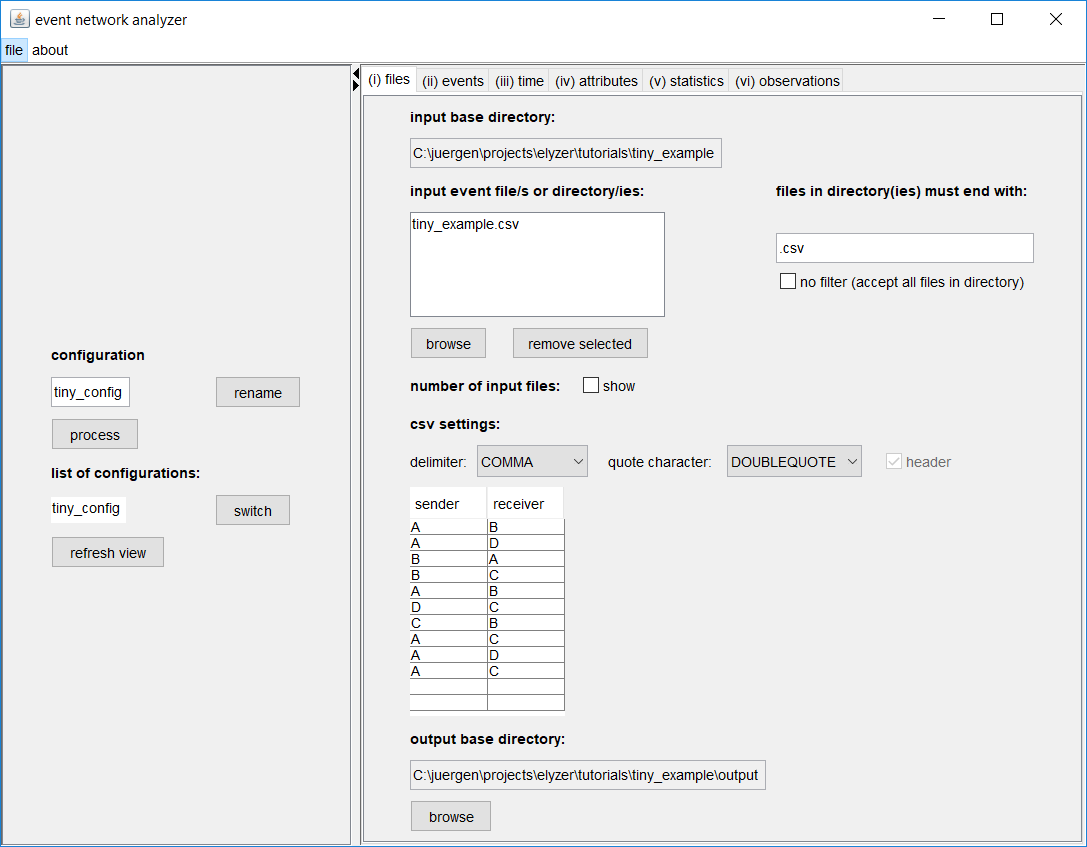 event network analyzer
file about
(i) files (ii) events (iii) time (iv) attributes (v) statistics (vi) observations
configuration
tiny_config rename
process
list of configurations:
tiny_config switch
refresh view
input base directory:
C:\juergen\projects\elyzer\tutorials\tiny_example
input event file/s or directory/ies: files in directory(ies) must end with:
tiny_example.csv
.csv
no filter (accept all files in directory)
browse remove selected
number of input files: show
csv settings:
delimiter: COMMA quote character: DOUBLEQUOTE header
sender receiver
A B
A D
B A
B C
A B
D C
C B
A C
A D
A C
output base directory:
C:\juergen\projects\elyzer\tutorials\tiny_example\output
browse